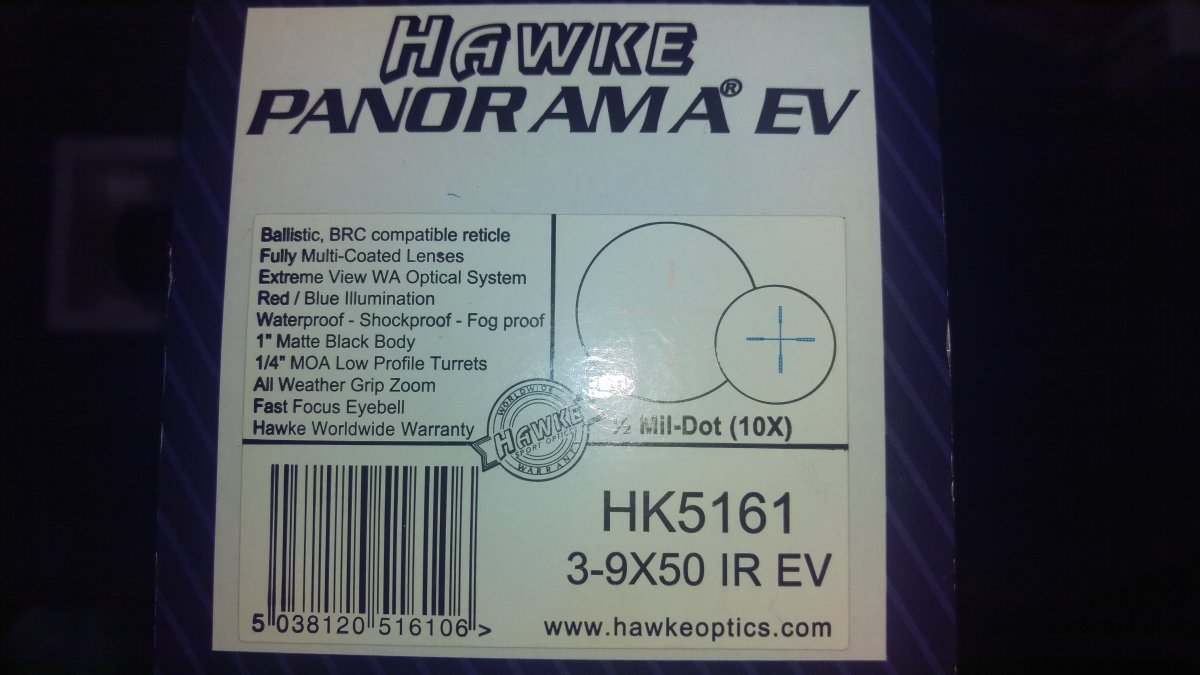 HAWKE
PANORAMA® EV
Ballistic, BRC compatible reticle
Fully Multi-Coated Lenses
Extreme View WA Optical System
Red / Blue Illumination
Waterproof - Shockproof - Fog proof
1" Matte Black Body
1/4" MOA Low Profile Turrets
All Weather Grip Zoom
Fast Focus Eyebell
Hawke Worldwide Warranty
WORLDWIDE
HAWKE
SPORT OPTICS
WARRANTY
½ Mil-Dot (10X)
HK5161
3-9X50 IR EV
5 038120 516106 >
www.hawkeoptics.com